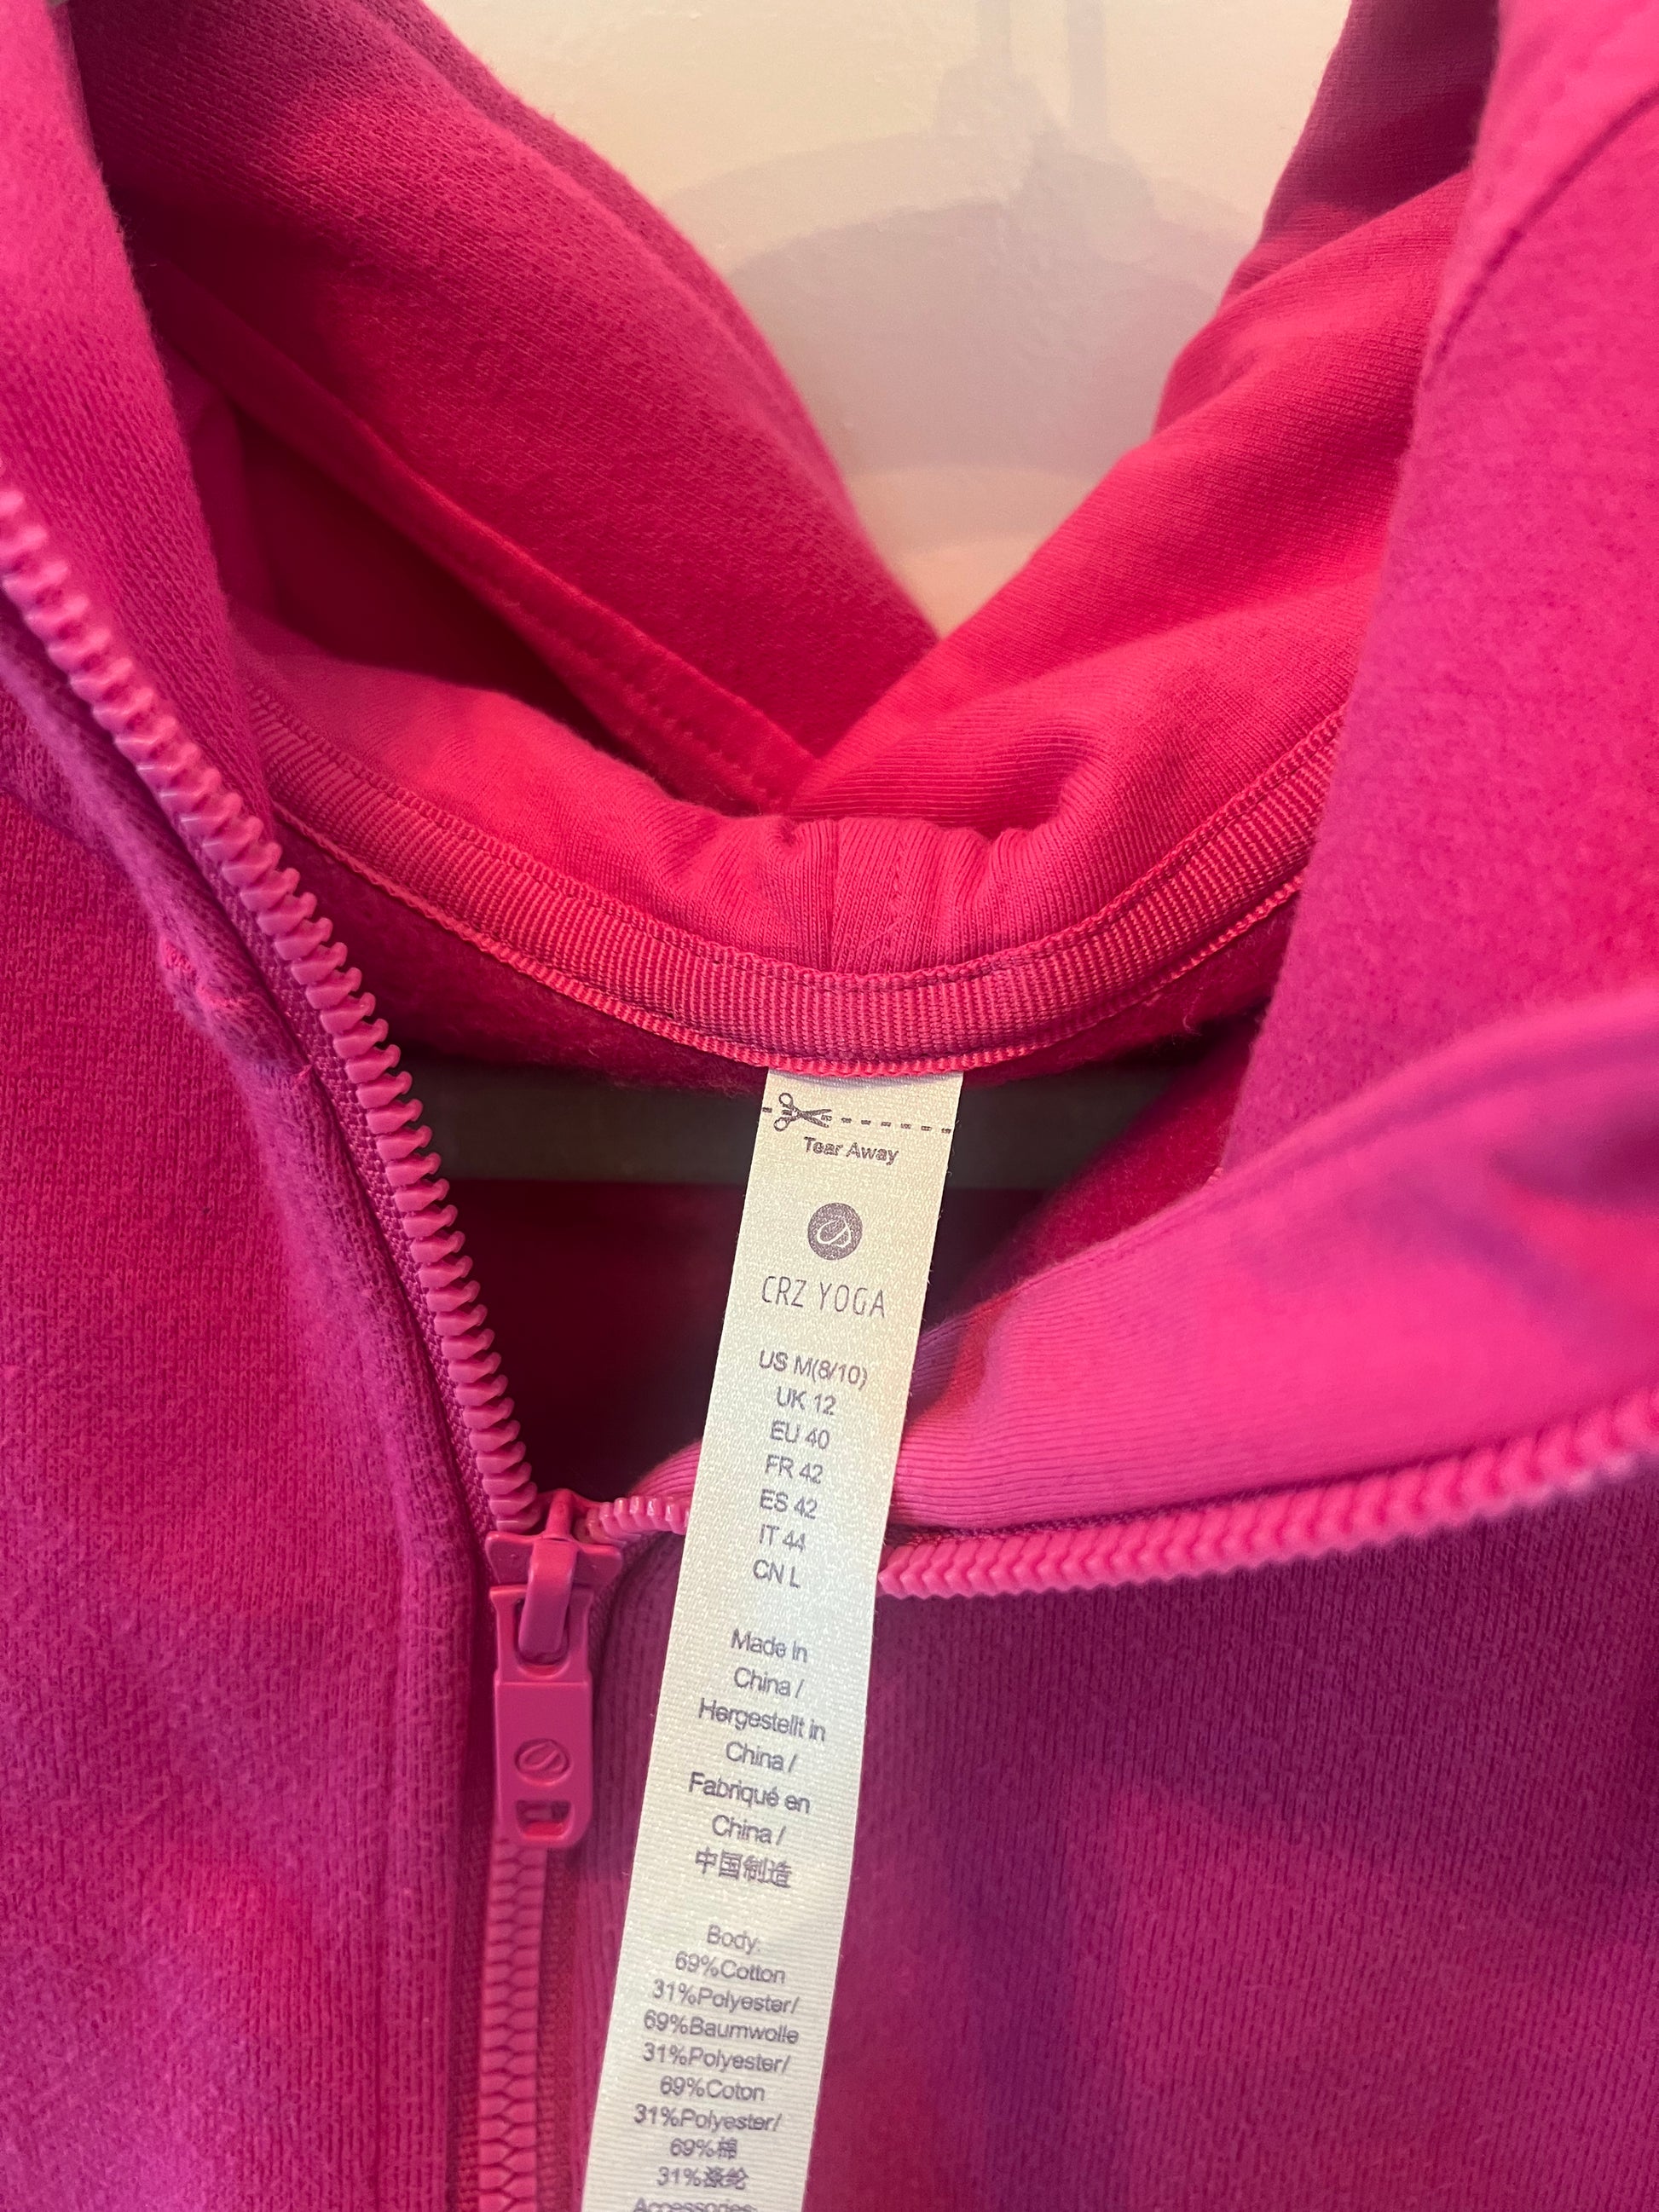 Tear Away
CRZ YOGA
US M(8/10)
UK 12
EU 40
FR 42
ES 42
IT 44
CN L
Made in
China /
Hergestellt in
China /
Fabriqué en
China /
中国制造
Body:
69%Cotton
31%Polyester/
69%Baumwolle
31%Polyester/
69%Coton
31%Polyester/
69%棉
31%涤纶
Accessories: